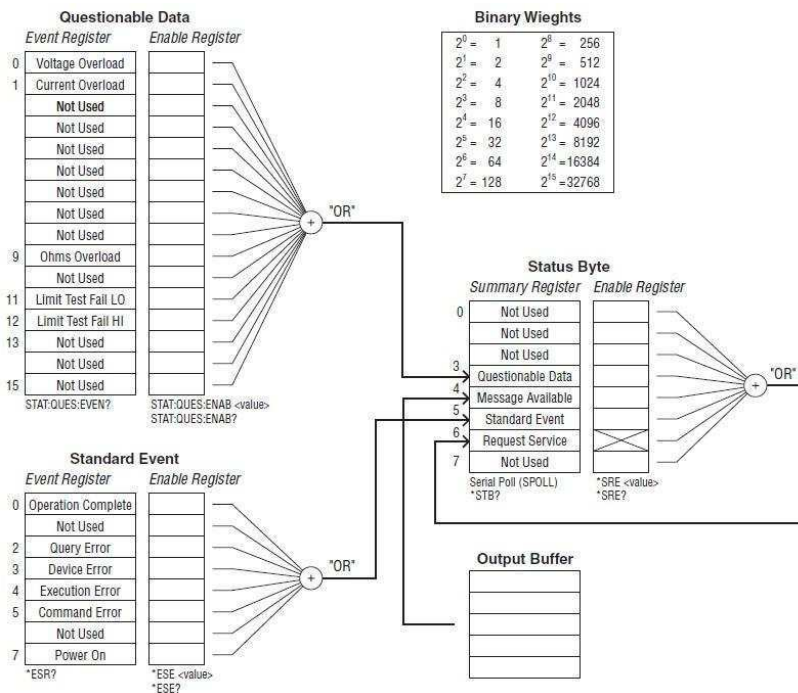 Questionable Data
Event Register Enable Register
0 Voltage Overload
1 Current Overload
Not Used
Not Used
Not Used
Not Used
Not Used
Not Used
Not Used
9 Ohms Overload
Not Used
11 Limit Test Fail LO
12 Limit Test Fail HI
13 Not Used
Not Used
15 Not Used
STAT:QUES:EVEN? STAT:QUES:ENAB <value>
STAT:QUES:ENAB?
+ "OR"
Binary Wieghts
2⁰ = 1 2⁸ = 256
2¹ = 2 2⁹ = 512
2² = 4 2¹⁰ = 1024
2³ = 8 2¹¹ = 2048
2⁴ = 16 2¹² = 4096
2⁵ = 32 2¹³ = 8192
2⁶ = 64 2¹⁴ =16384
2⁷ = 128 2¹⁵ =32768
Status Byte
Summary Register Enable Register
0 Not Used
Not Used
Not Used
3 Questionable Data
4 Message Available
5 Standard Event
6 Request Service
7 Not Used
Serial Poll (SPOLL) *SRE <value>
*STB? *SRE?
+ "OR"
Standard Event
Event Register Enable Register
0 Operation Complete
Not Used
2 Query Error
3 Device Error
4 Execution Error
5 Command Error
Not Used
7 Power On
*ESR? *ESE <value>
*ESE?
+ "OR"
Output Buffer